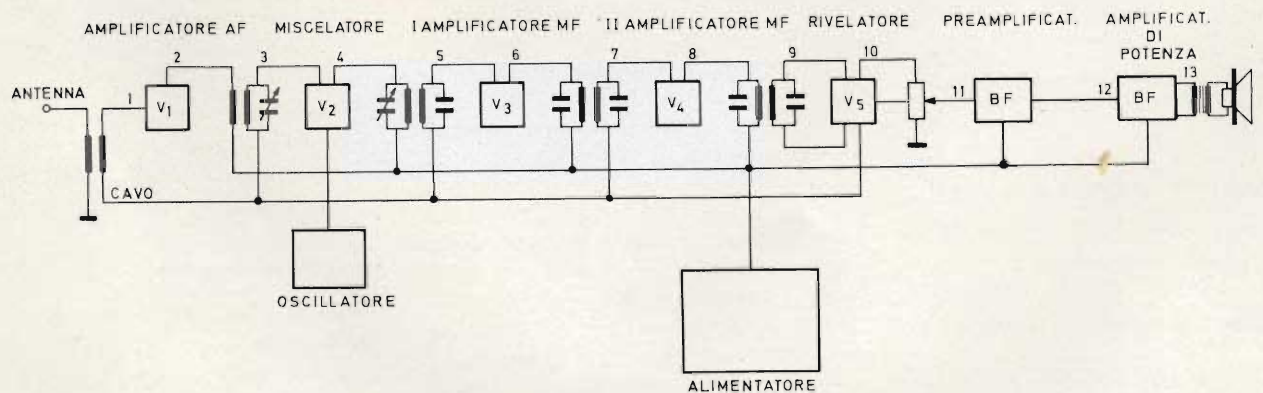 AMPLIFICATORE AF
MISCELATORE
I AMPLIFICATORE MF
II AMPLIFICATORE MF
RIVELATORE
PREAMPLIFICAT.
AMPLIFICAT.
DI
POTENZA
ANTENNA
1
2
3
4
5
6
7
8
9
10
11
12
13
V1
V2
V3
V4
V5
BF
BF
CAVO
OSCILLATORE
ALIMENTATORE